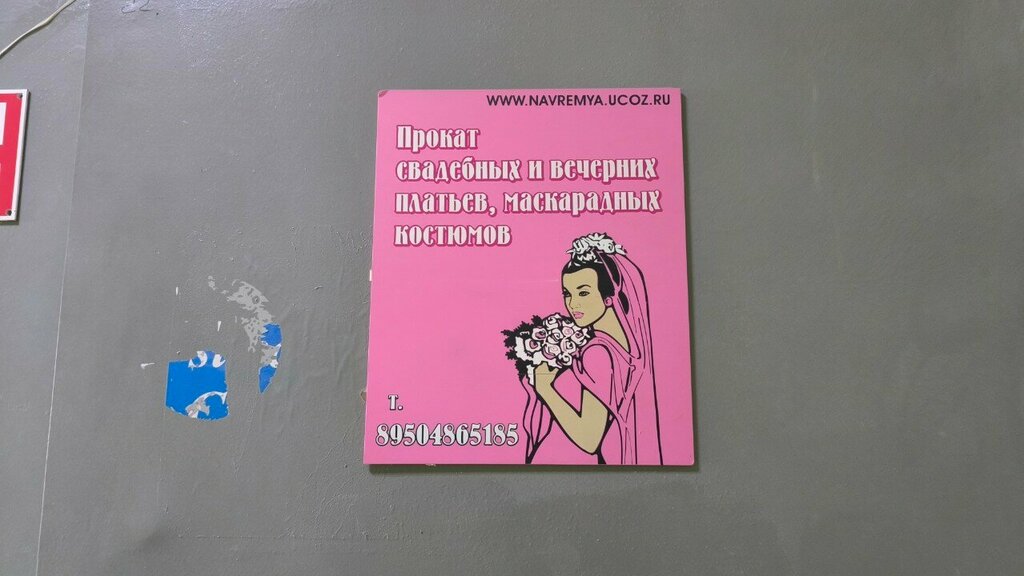 WWW.NAVREMYA.UCOZ.RU
Прокат
свадебных и вечерних
платьев, маскарадных
костюмов
т.
89504865185